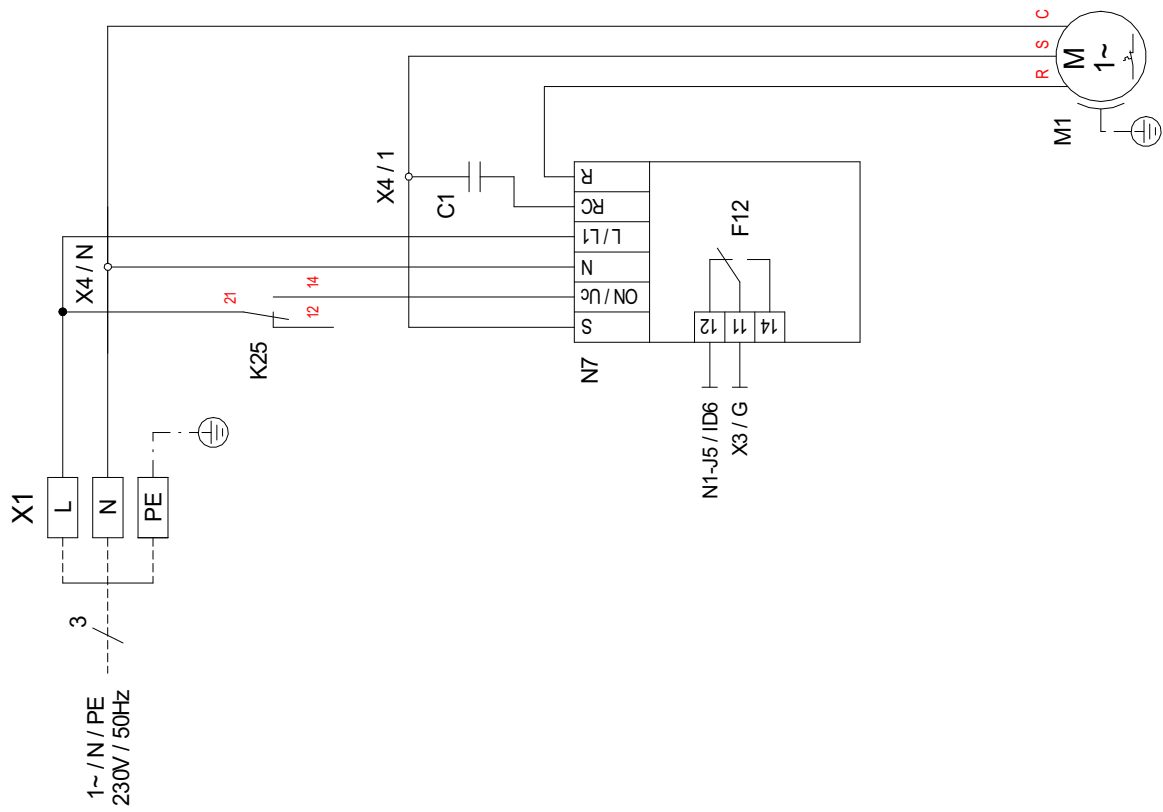 C
S
R
M
1~
M1
X4 / 1
C1
R
RC
L / L1
N
ON / Uc
S
F12
12
11
14
N7
X4 / N
21
14
12
K25
N1-J5 / ID6
X3 / G
X1
L
N
PE
3
1~ / N / PE
230V / 50Hz